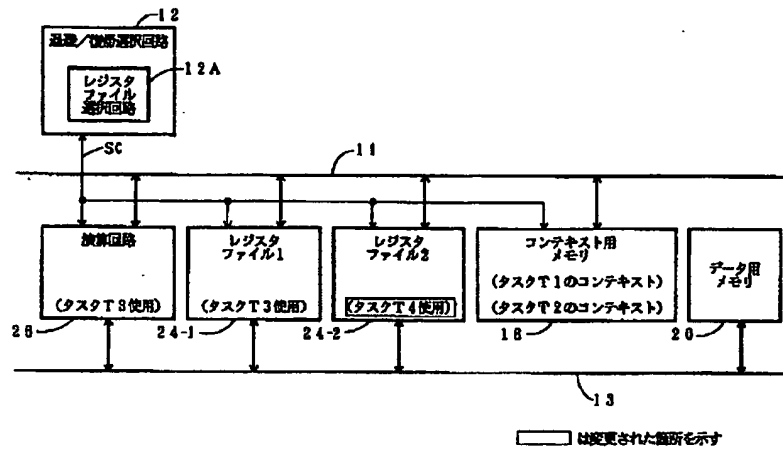 12
退避/復帰選択回路
12A
レジスタ
ファイル
選択回路
SC
11
演算回路
(タスクT3使用)
レジスタ
ファイル1
(タスクT3使用)
レジスタ
ファイル2
(タスクT4使用)
コンテキスト用
メモリ
(タスクT1のコンテキスト)
(タスクT2のコンテキスト)
データ用
メモリ
26
24-1
24-2
18
20
13
は変更された箇所を示す